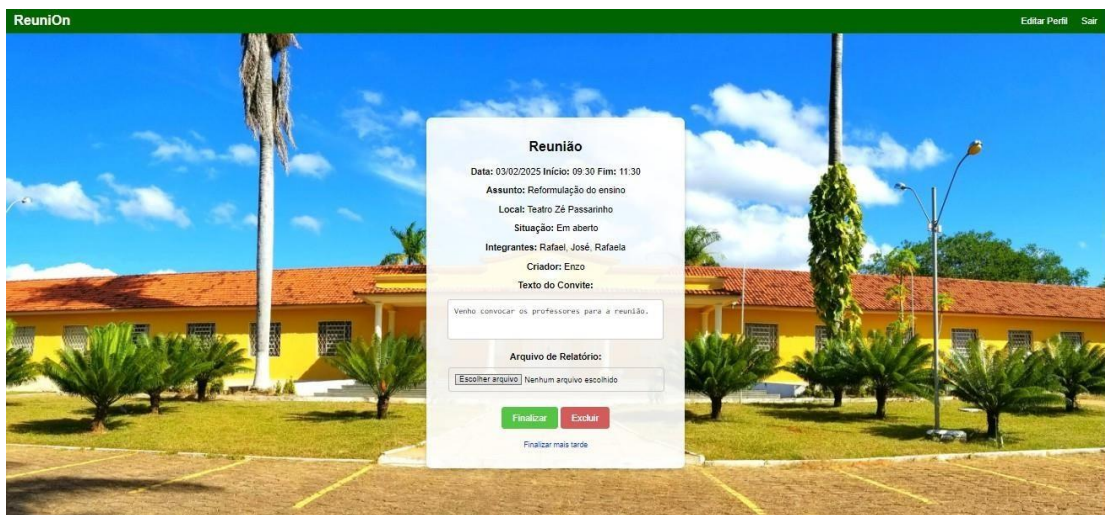 ReuniOn
Editar Perfil Sair
Reunião
Data: 03/02/2025 Início: 09:30 Fim: 11:30
Assunto: Reformulação do ensino
Local: Teatro Zé Passarinho
Situação: Em aberto
Integrantes: Rafael, José, Rafaela
Criador: Enzo
Texto do Convite:
Venho convocar os professores para a reunião.
Arquivo de Relatório:
Escolher arquivo Nenhum arquivo escolhido
Finalizar Excluir
Finalizar mais tarde